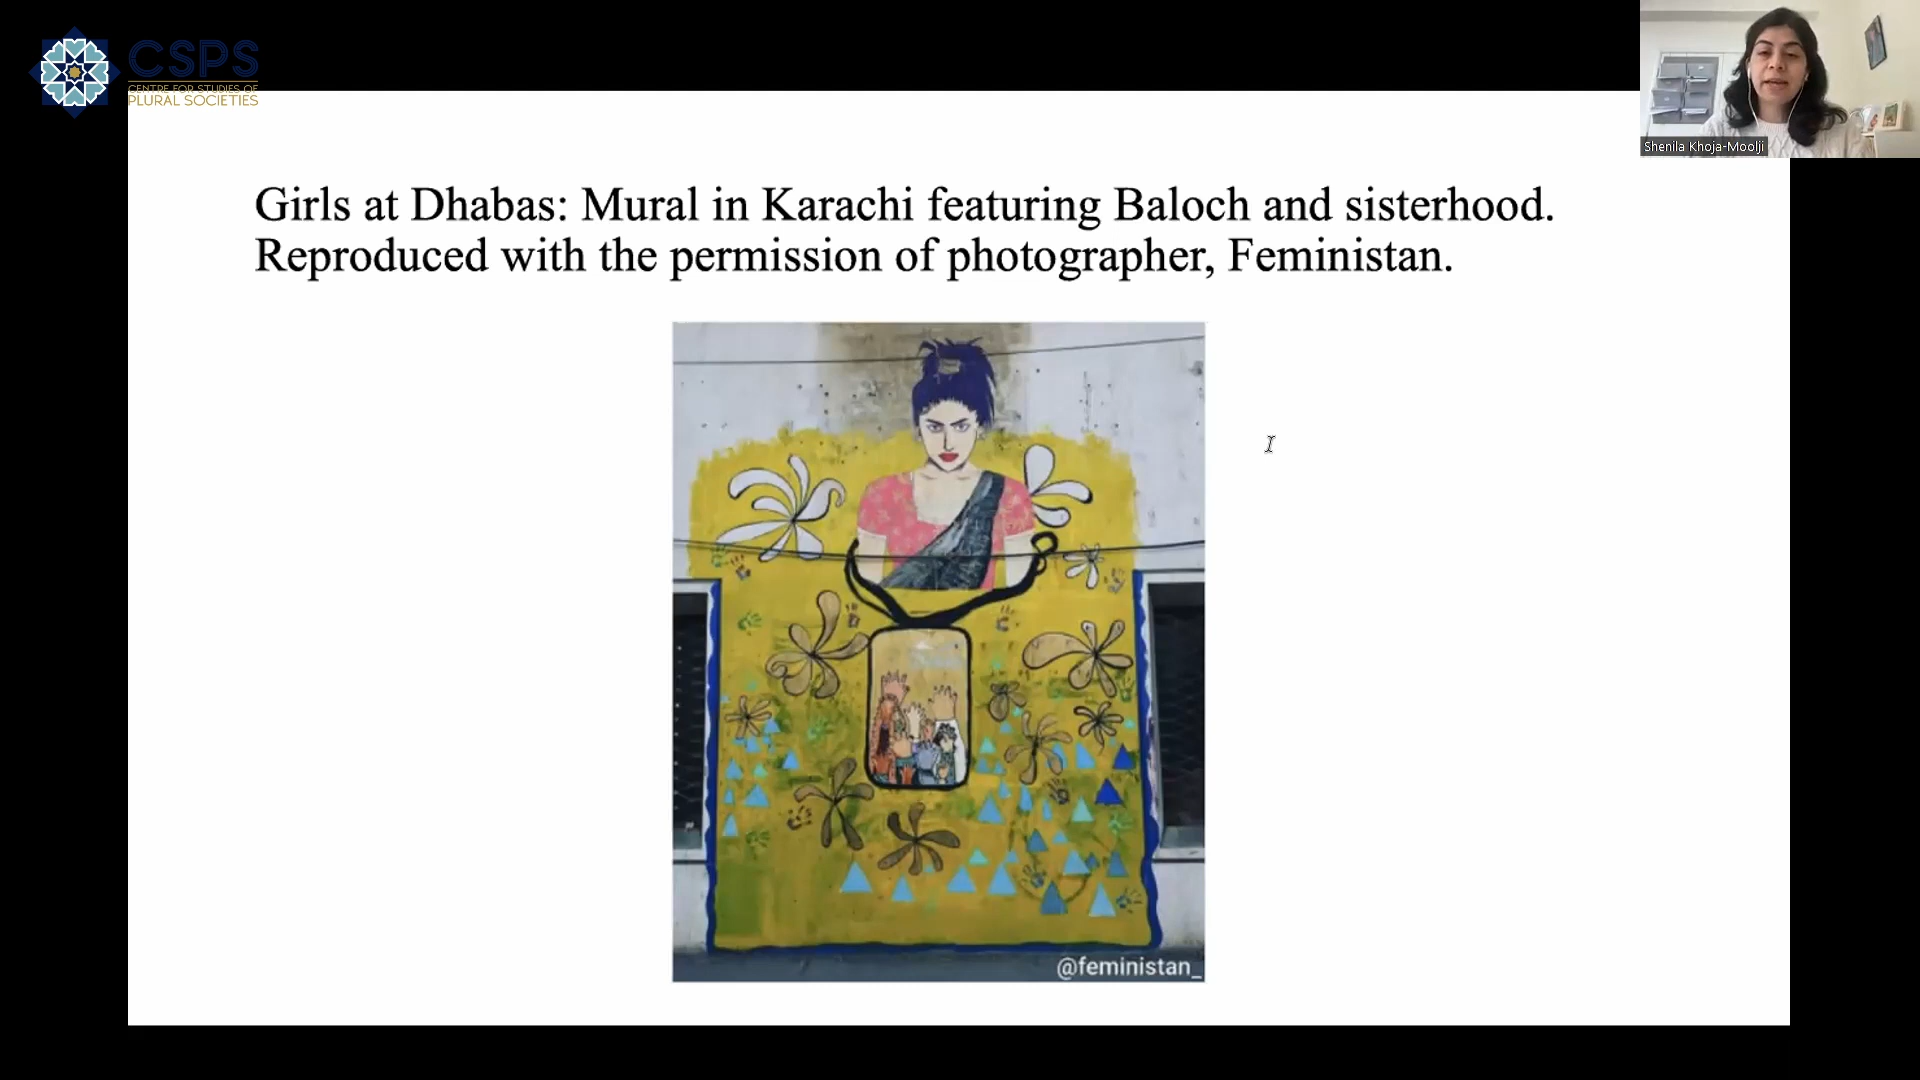 CSPS
CENTRE FOR STUDIES OF
PLURAL SOCIETIES
Shenila Khoja-Moolji
Girls at Dhabas: Mural in Karachi featuring Baloch and sisterhood.
Reproduced with the permission of photographer, Feministan.
@feministan_